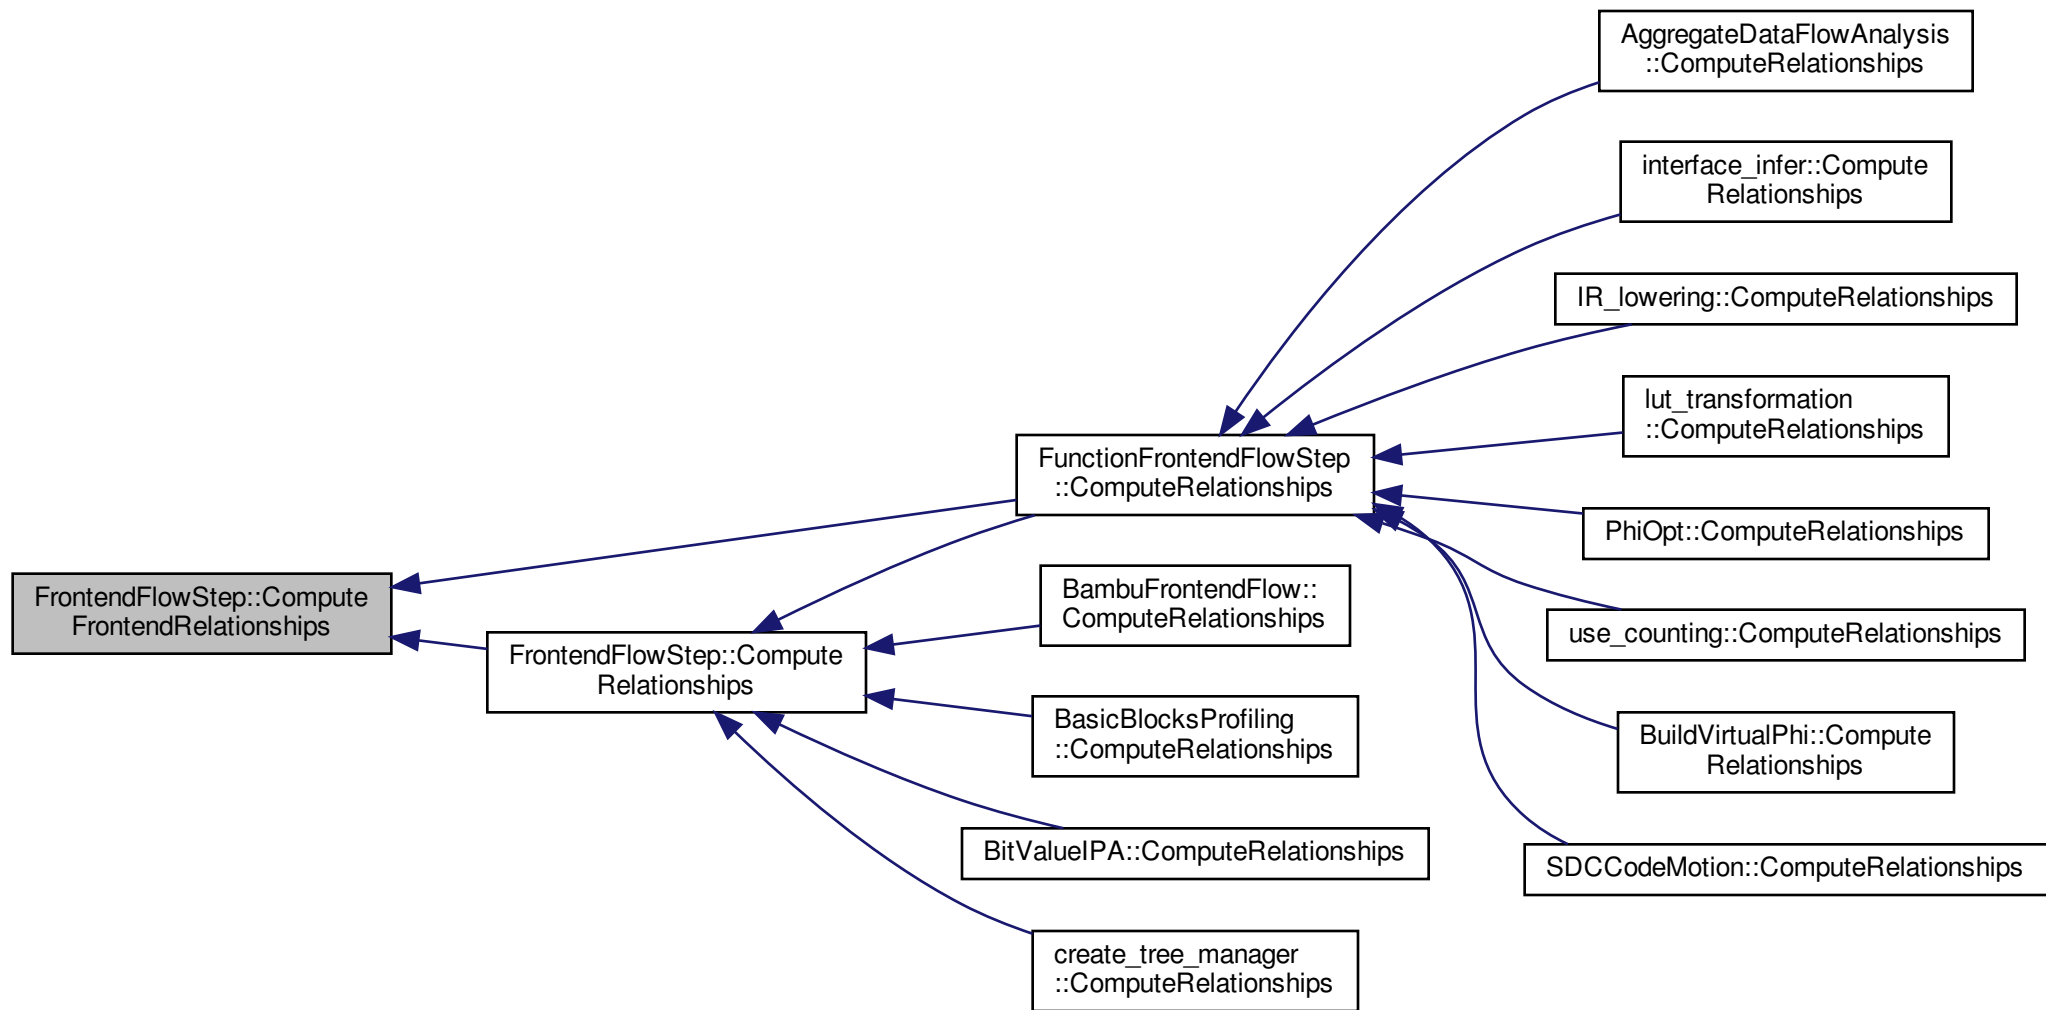 AggregateDataFlowAnalysis
::ComputeRelationships
interface_infer::Compute
Relationships
IR_lowering::ComputeRelationships
lut_transformation
::ComputeRelationships
FunctionFrontendFlowStep
::ComputeRelationships
PhiOpt::ComputeRelationships
FrontendFlowStep::Compute
FrontendRelationships
BambuFrontendFlow::
ComputeRelationships
use_counting::ComputeRelationships
FrontendFlowStep::Compute
Relationships
BasicBlocksProfiling
::ComputeRelationships
BuildVirtualPhi::Compute
Relationships
BitValueIPA::ComputeRelationships
SDCCodeMotion::ComputeRelationships
create_tree_manager
::ComputeRelationships